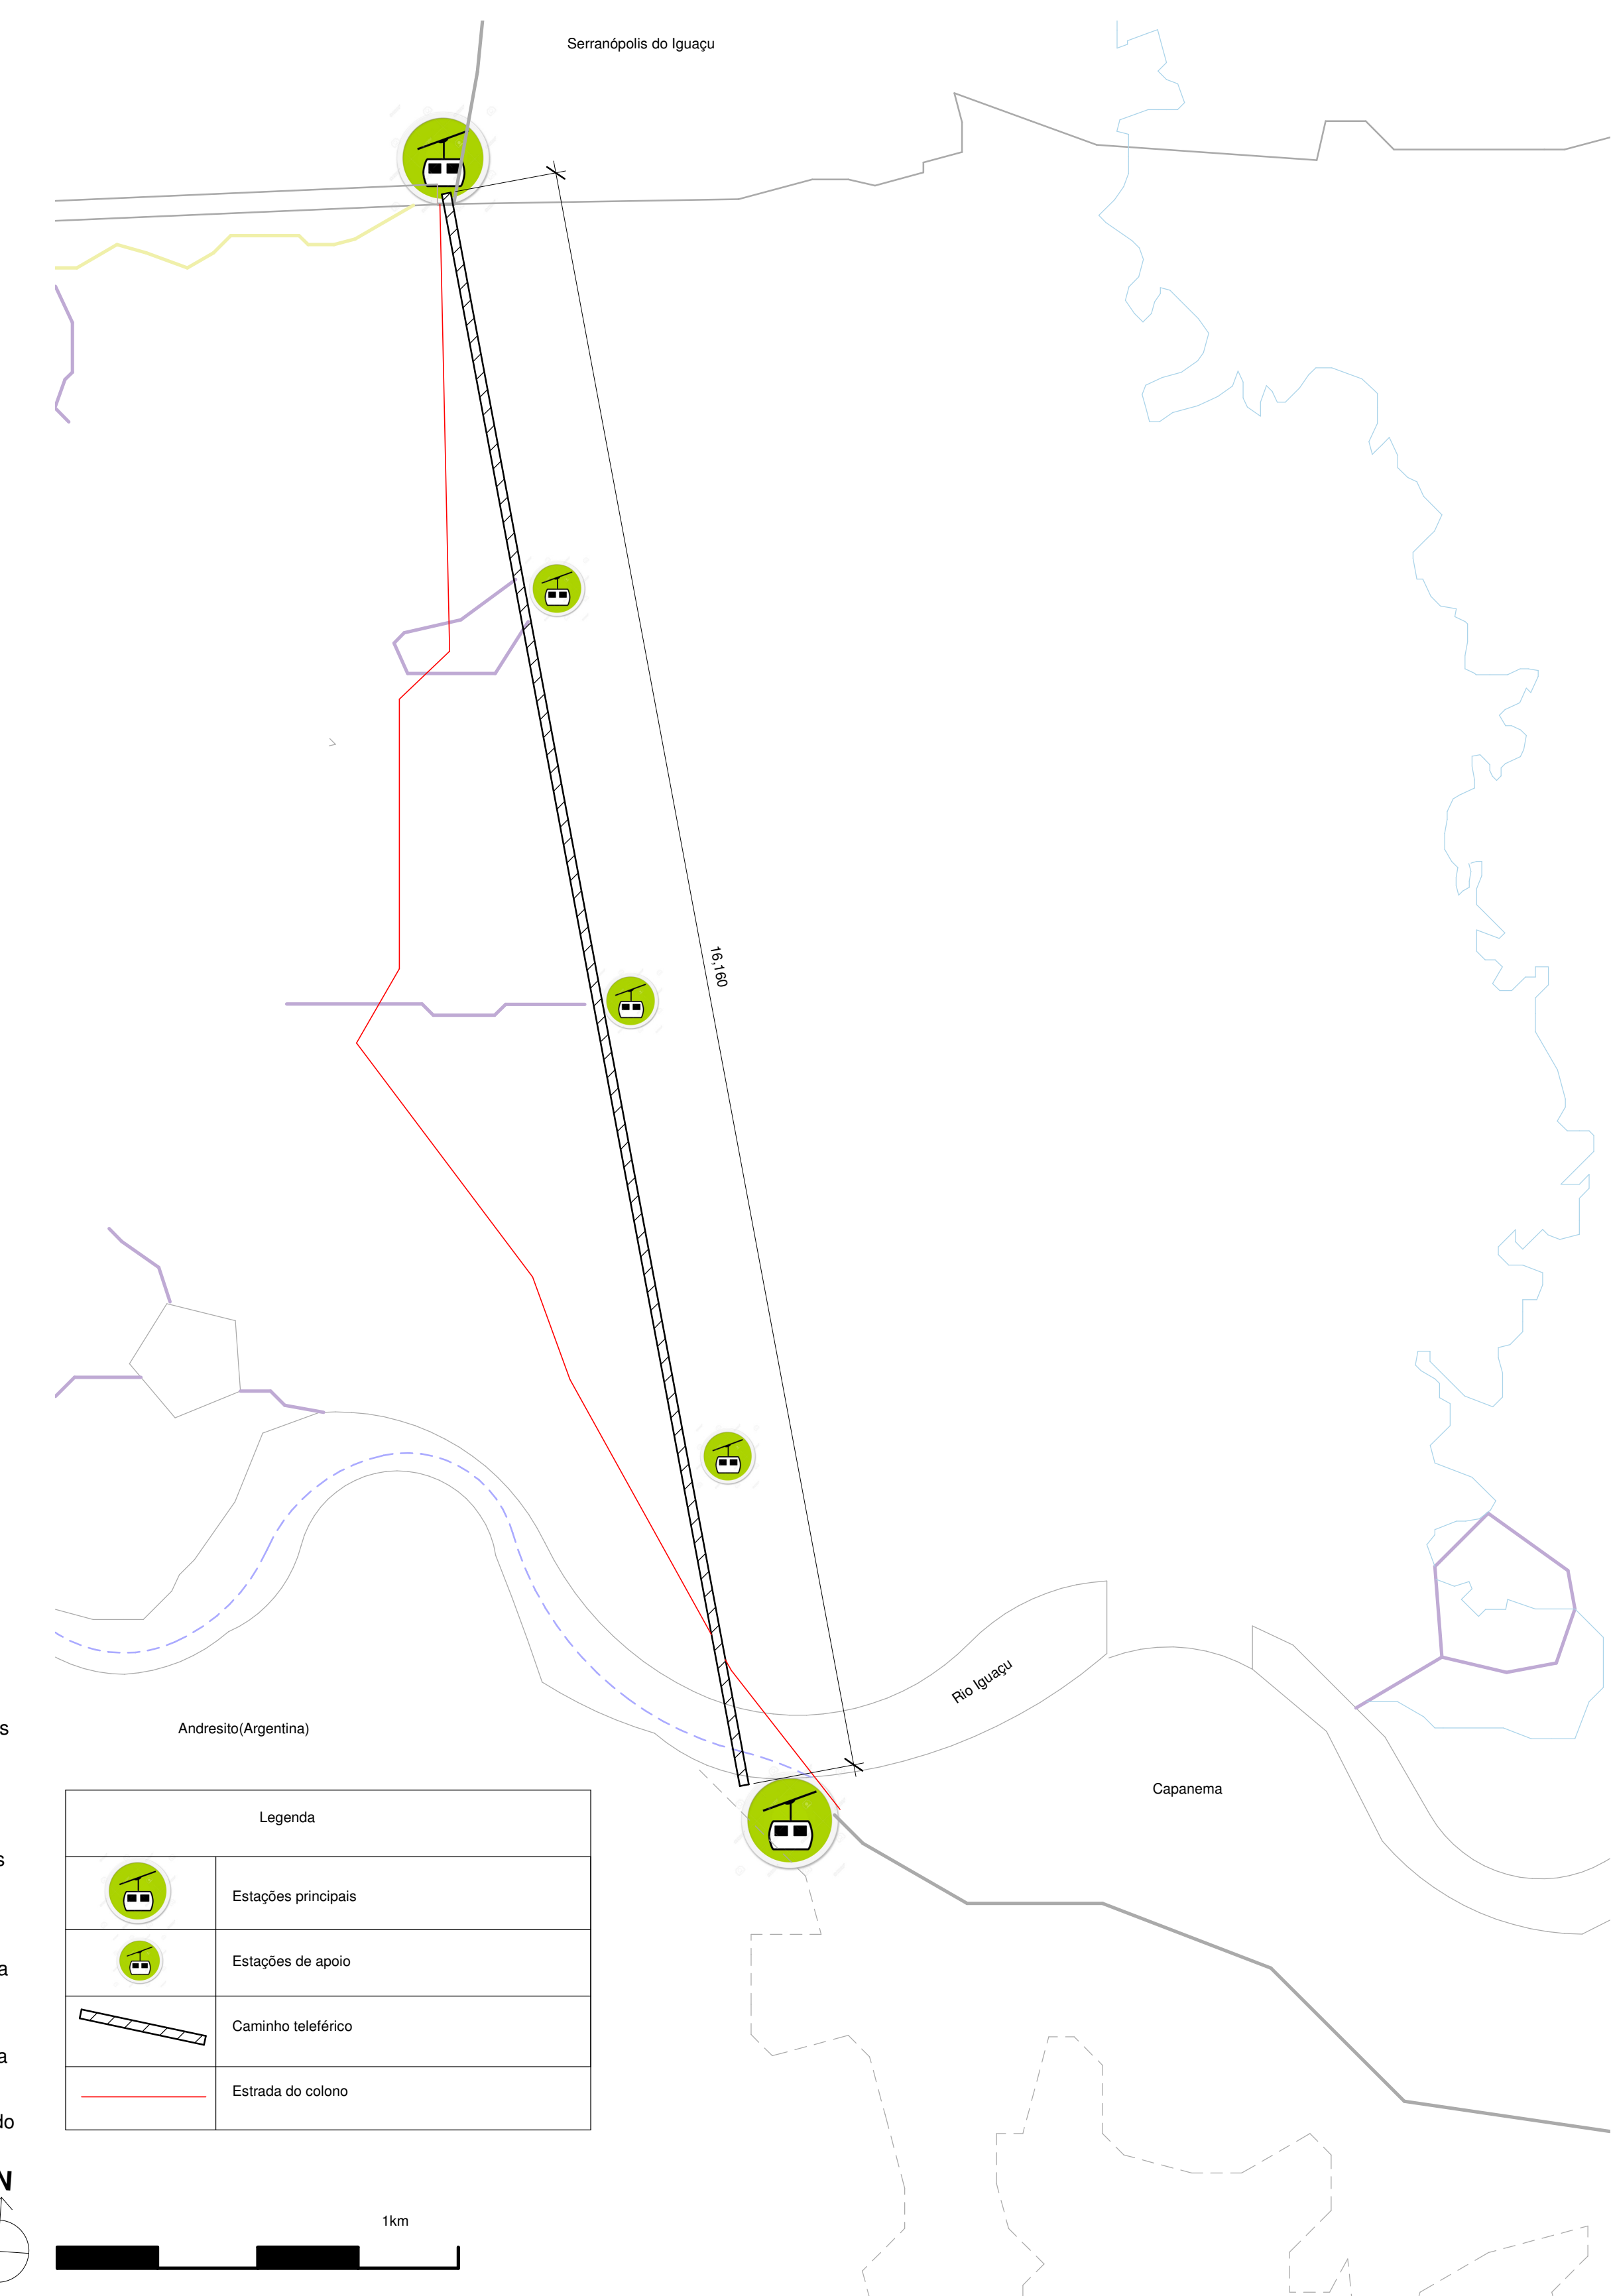 Serranópolis do Iguaçu
16,160
Rio Iguaçu
s
Andresito(Argentina)
Capanema
Legenda
s
Estações principais
Estações de apoio
a
Caminho teleférico
a
Estrada do colono
do
N
1km